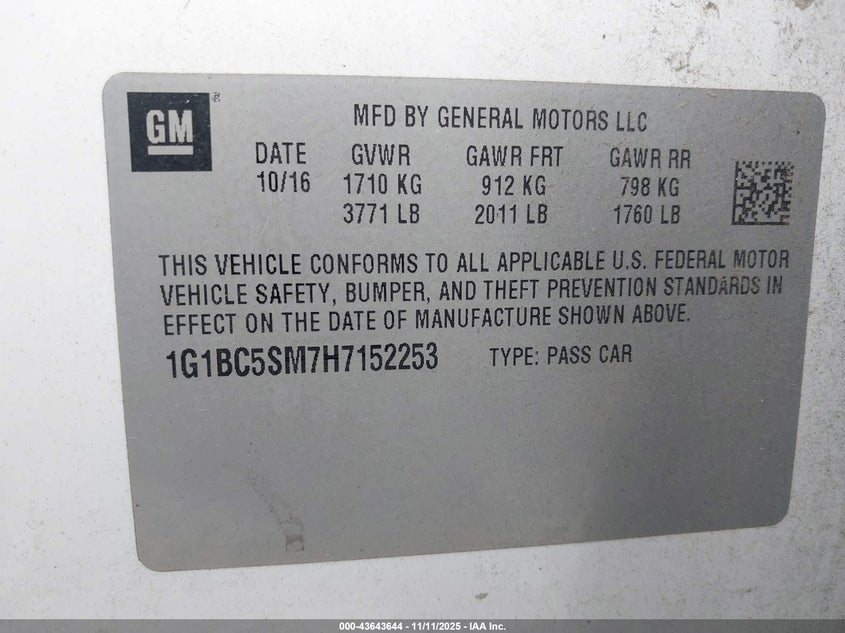 GM
MFD BY GENERAL MOTORS LLC
DATE GVWR GAWR FRT GAWR RR
10/16 1710 KG 912 KG 798 KG
3771 LB 2011 LB 1760 LB
THIS VEHICLE CONFORMS TO ALL APPLICABLE U.S. FEDERAL MOTOR
VEHICLE SAFETY, BUMPER, AND THEFT PREVENTION STANDARDS IN
EFFECT ON THE DATE OF MANUFACTURE SHOWN ABOVE.
1G1BC5SM7H7152253 TYPE: PASS CAR
000-43643644 - 11/11/2025 - IAA Inc.